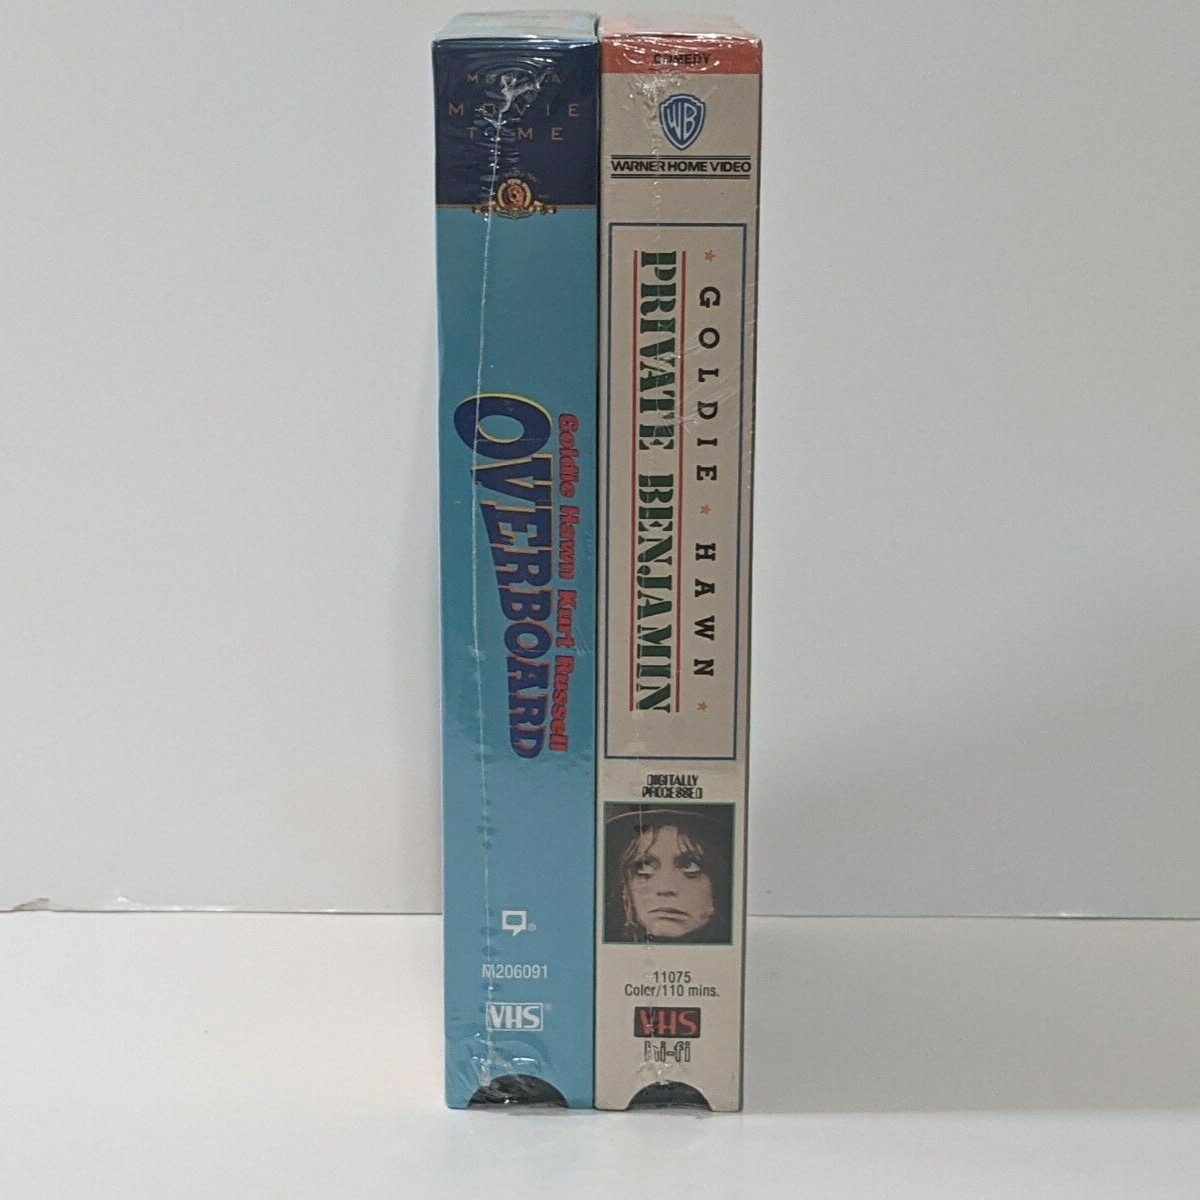 MOVIE
TIME
Goldie Hawn Kurt Russell
OVERBOARD
®
M206091
VHS®
COMEDY
WB
WARNER HOME VIDEO
★ GOLDIE ★ HAWN ★
PRIVATE BENJAMIN
DIGITALLY
PROCESSED
11075
Color/110 mins.
VHS
hi-fi